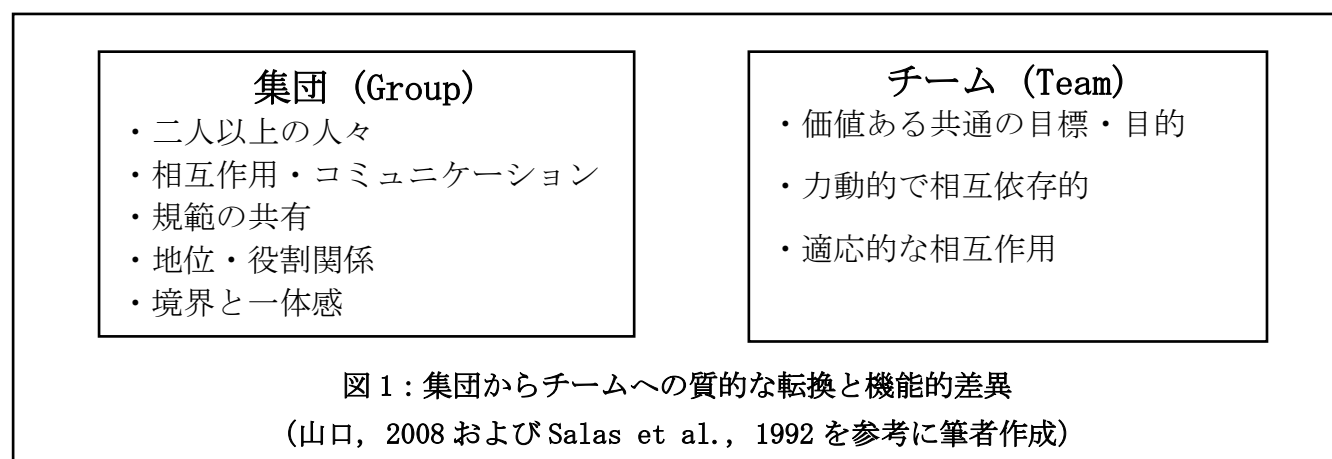 集団 (Group)
・二人以上の人々
・相互作用・コミュニケーション
・規範の共有
・地位・役割関係
・境界と一体感
チーム (Team)
・価値ある共通の目標・目的
・力動的で相互依存的
・適応的な相互作用
図1：集団からチームへの質的な転換と機能的差異
(山口, 2008 および Salas et al., 1992 を参考に筆者作成)